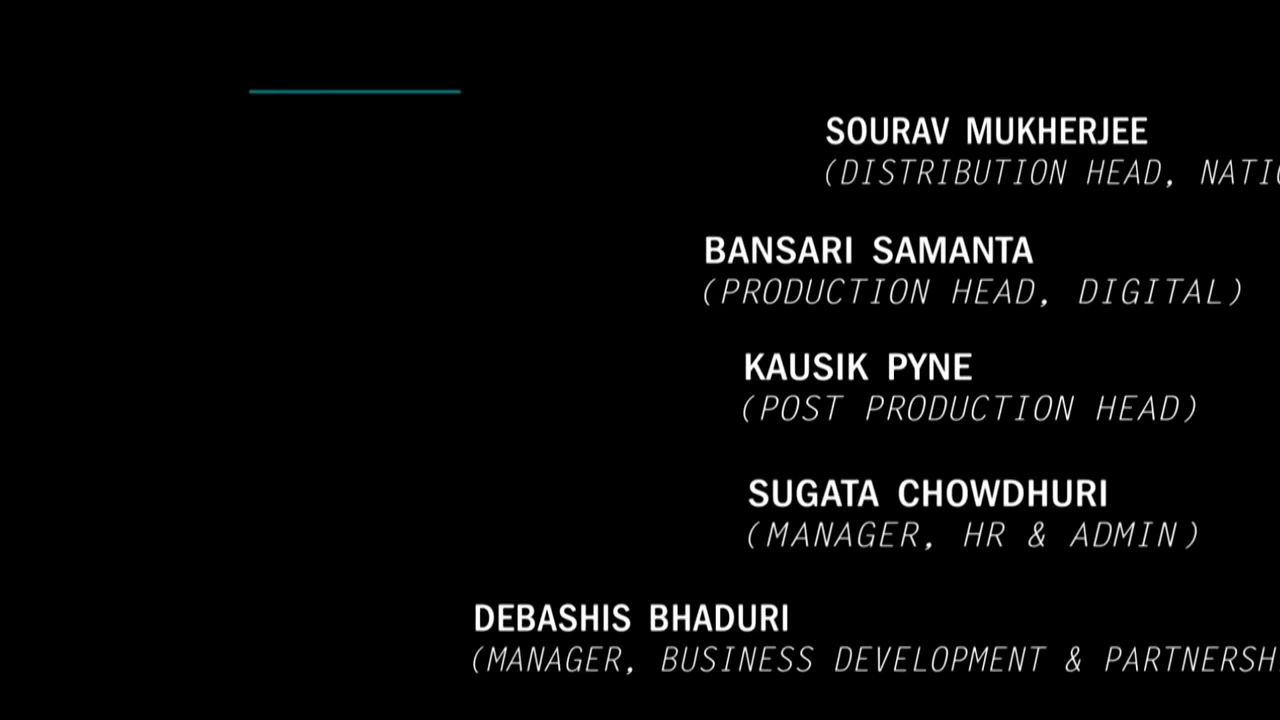 SOURAV MUKHERJEE
(DISTRIBUTION HEAD,
BANSARI SAMANTA
(PRODUCTION HEAD, DIGITAL)
KAUSIK PYNE
(POST PRODUCTION HEAD)
SUGATA CHOWDHURI
(MANAGER, HR & ADMIN)
DEBASHIS BHADURI
(MANAGER, BUSINESS DEVELOPMENT &